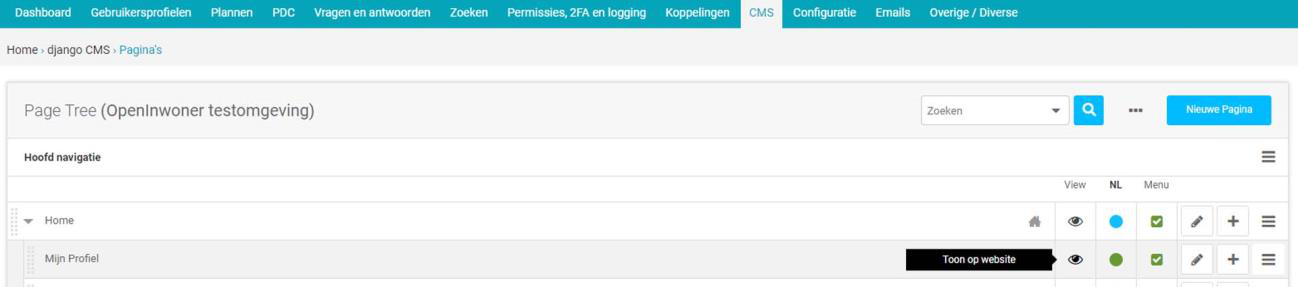 Dashboard Gebruikersprofielen Plannen PDC Vragen en antwoorden Zoeken Permissies, 2FA en logging Koppelingen CMS Configuratie Emails Overige / Diverse
Home › django CMS › Pagina's
Page Tree (OpenInwoner testomgeving) Zoeken Nieuwe Pagina
Hoofd navigatie
View NL Menu
Home
Mijn Profiel Toon op website